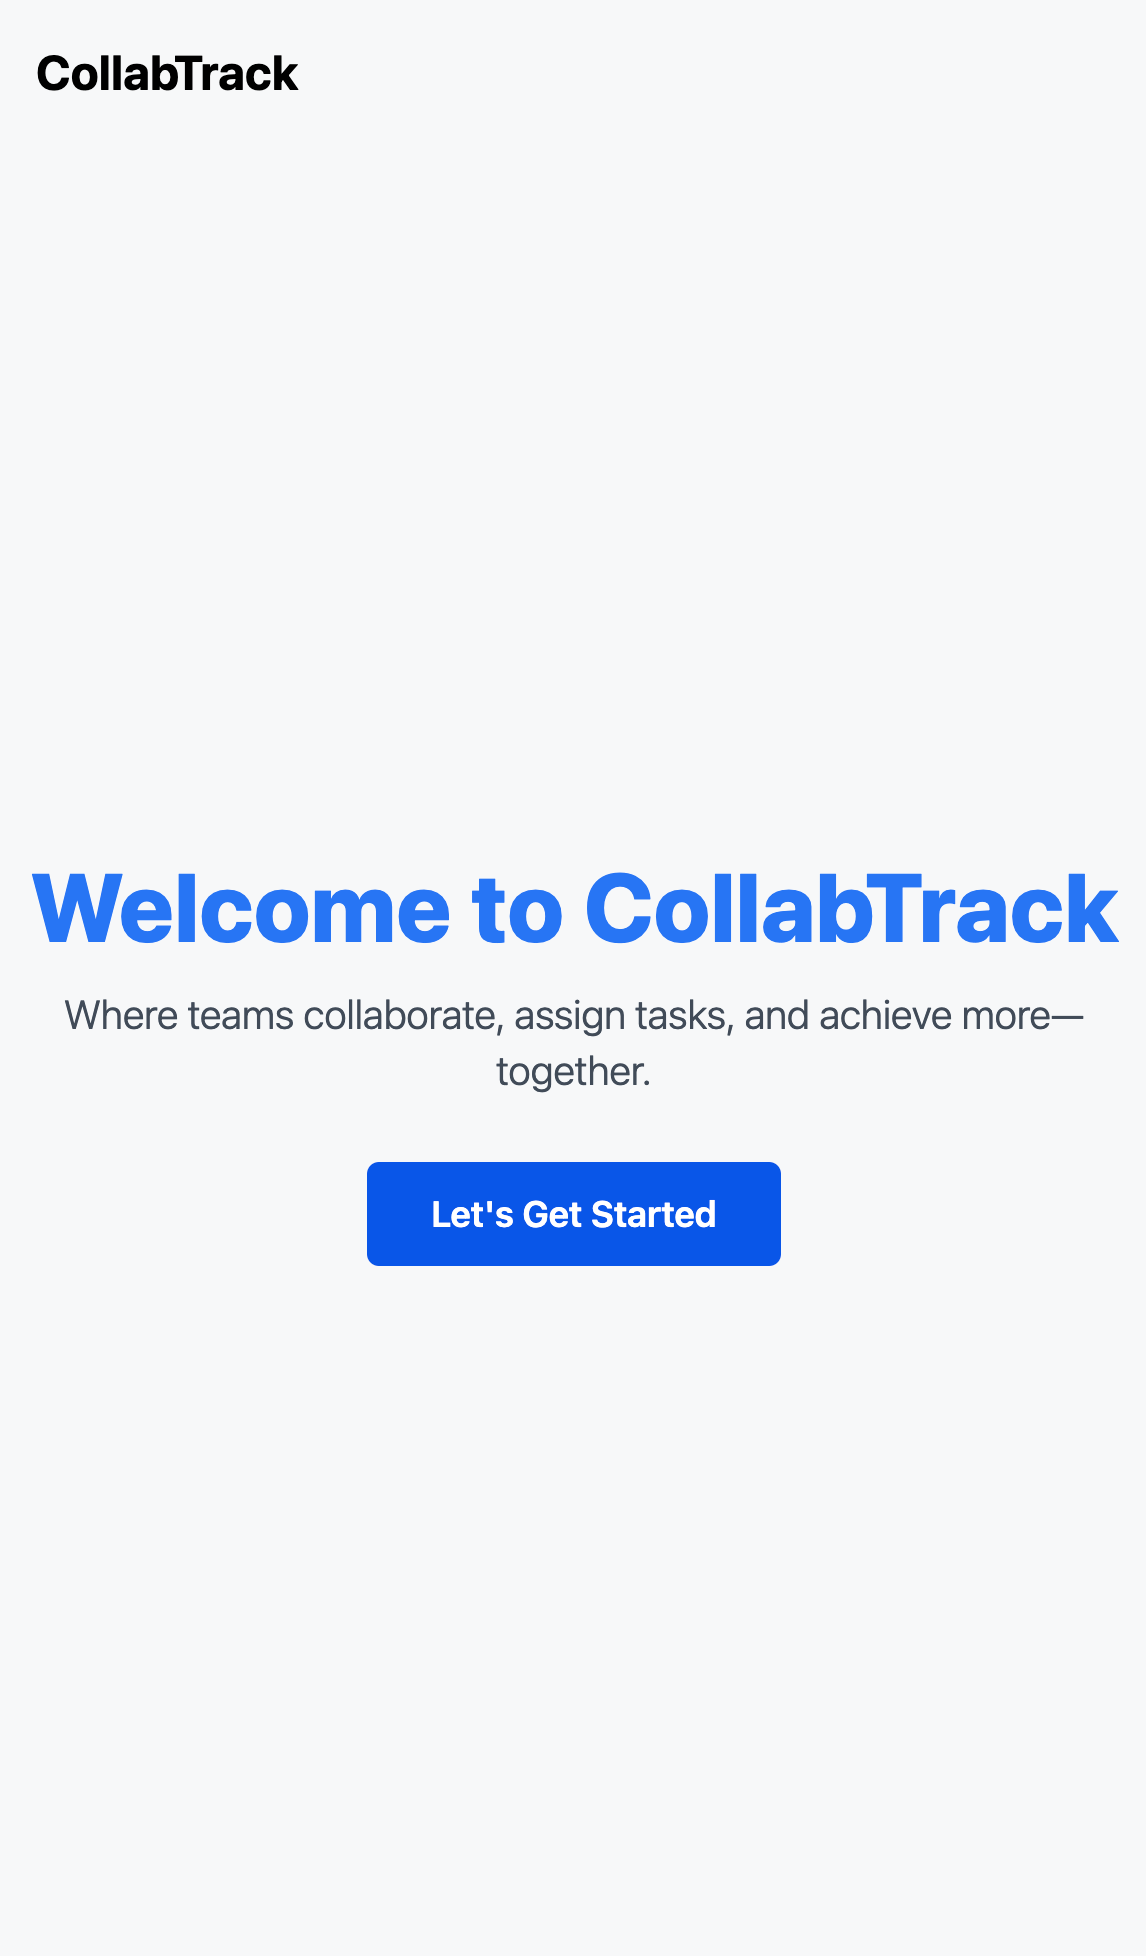 CollabTrack
Welcome to CollabTrack
Where teams collaborate, assign tasks, and achieve more—
together.
Let's Get Started